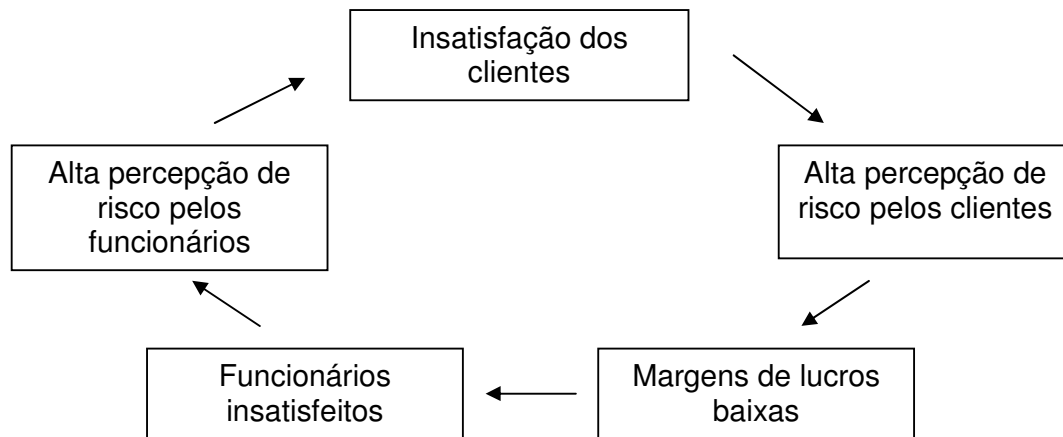 Insatisfação dos
clientes
Alta percepção de
risco pelos
funcionários
Alta percepção de
risco pelos clientes
Funcionários
insatisfeitos
Margens de lucros
baixas